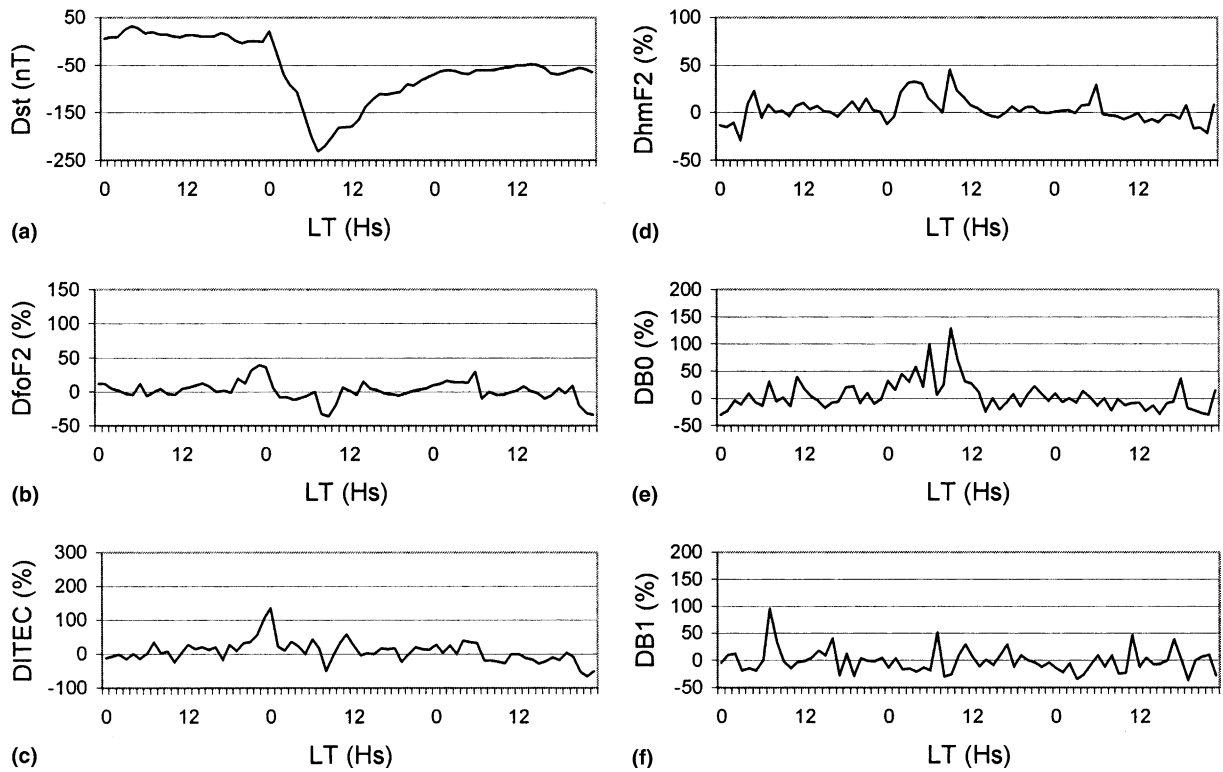 50
-50
-150
-250
Dst (nT)
0 12 0 12 0 12
LT (Hs)
(a)
150
100
50
0
-50
DfoF2 (%)
0 12 0 12 0 12
LT (Hs)
(b)
300
200
100
0
-100
DITEC (%)
0 12 0 12 0 12
LT (Hs)
(c)
100
50
0
-50
DhmF2 (%)
0 12 0 12 0 12
LT (Hs)
(d)
200
150
100
50
0
-50
DB0 (%)
0 12 0 12 0 12
LT (Hs)
(e)
200
150
100
50
0
-50
DB1 (%)
0 12 0 12 0 12
LT (Hs)
(f)